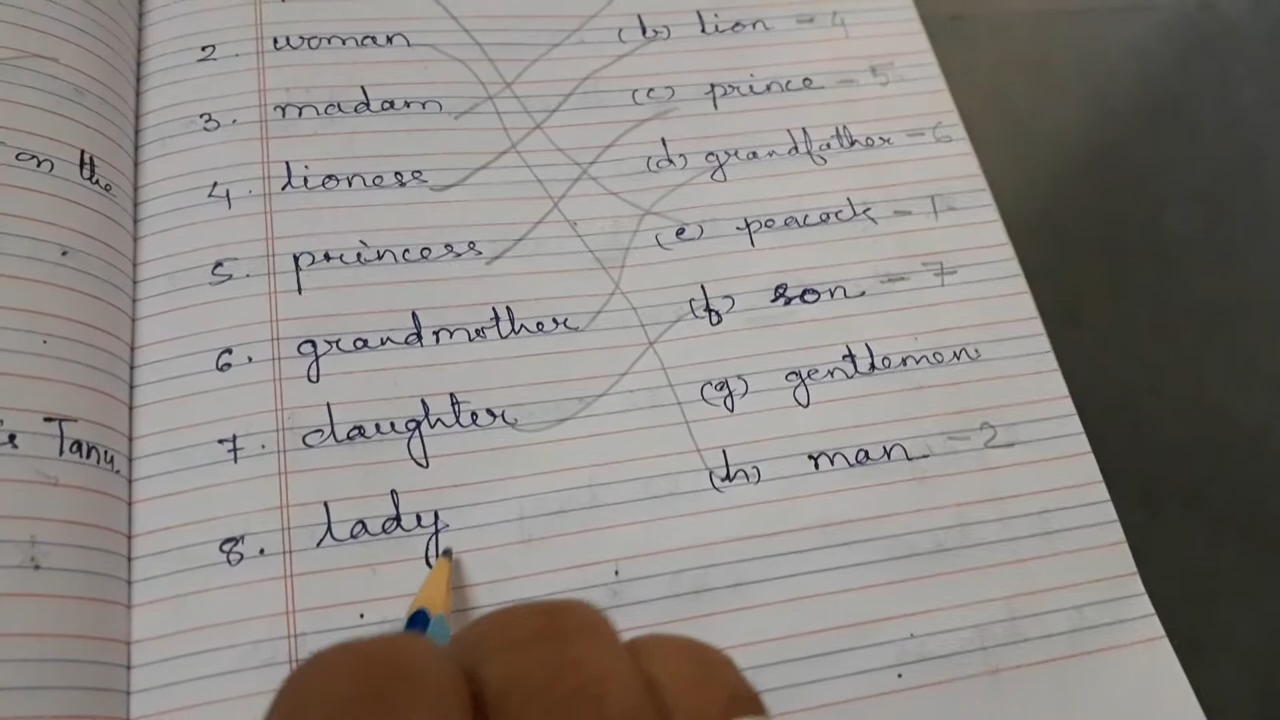 2. woman (b) lion - 4
3. madam (c) prince - 5
4. lioness (d) grandfather - 6
5. princess (e) peacock - 1
6. grandmother (f) son - 7
7. daughter (g) gentleman
8. lady (h) man - 2
on the
Tanu.